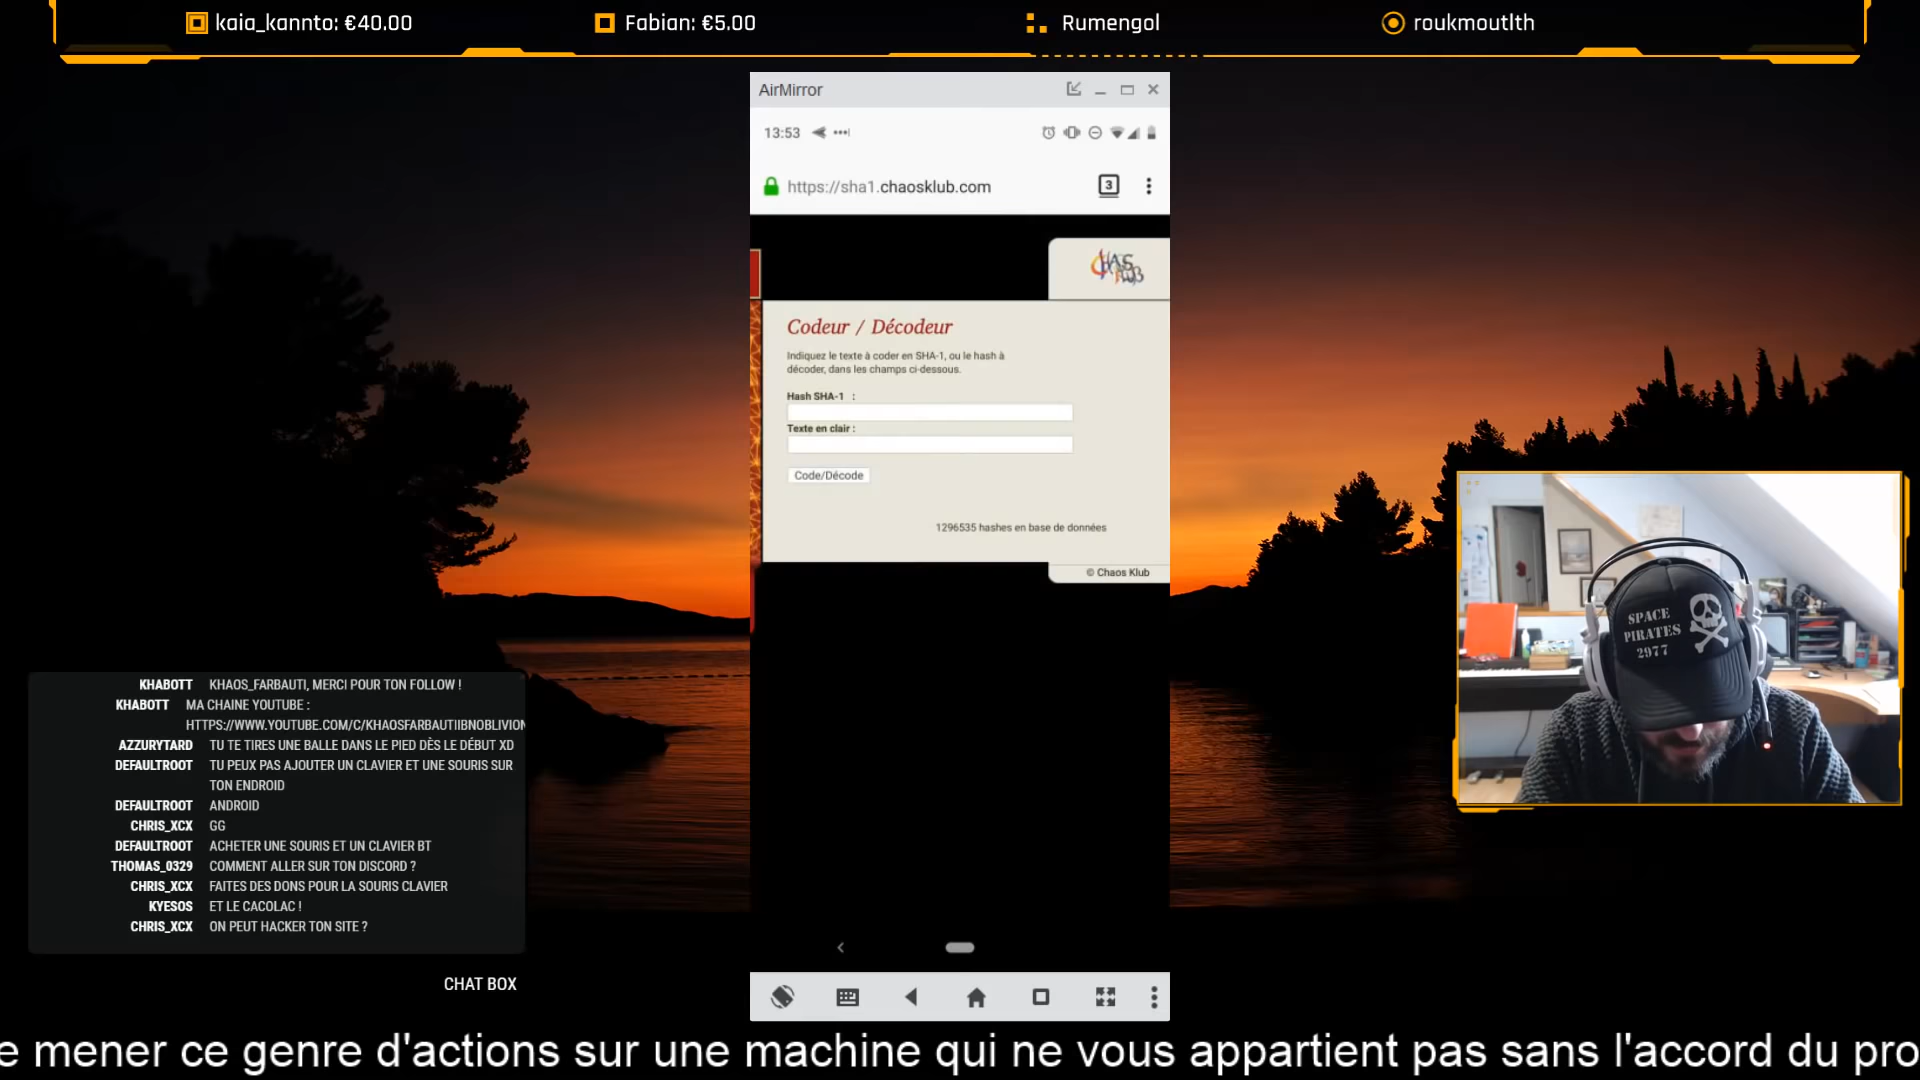 kaia_kannto: €40.00
Fabian: €5.00
Rumengol
roukmoutlth
AirMirror
13:53
https://sha1.chaosklub.com
3
Codeur / Décodeur
Indiquez le texte à coder en SHA-1, ou le hash à
décoder, dans les champs ci-dessous.
Hash SHA-1 :
Texte en clair :
Code/Décode
1296535 hashes en base de données
© Chaos Klub
SPACE
PIRATES
2977
KHABOTT KHAOS_FARBAUTI, MERCI POUR TON FOLLOW !
KHABOTT MA CHAINE YOUTUBE :
HTTPS://WWW.YOUTUBE.COM/C/KHAOSFARBAUTIIBNOBLIVION
AZZURYTARD TU TE TIRES UNE BALLE DANS LE PIED DÈS LE DÉBUT XD
DEFAULTROOT TU PEUX PAS AJOUTER UN CLAVIER ET UNE SOURIS SUR
TON ENDROID
DEFAULTROOT ANDROID
CHRIS_XCX GG
DEFAULTROOT ACHETER UNE SOURIS ET UN CLAVIER BT
THOMAS_0329 COMMENT ALLER SUR TON DISCORD ?
CHRIS_XCX FAITES DES DONS POUR LA SOURIS CLAVIER
KYESOS ET LE CACOLAC !
CHRIS_XCX ON PEUT HACKER TON SITE ?
CHAT BOX
e mener ce genre d'actions sur une machine qui ne vous appartient pas sans l'accord du pro